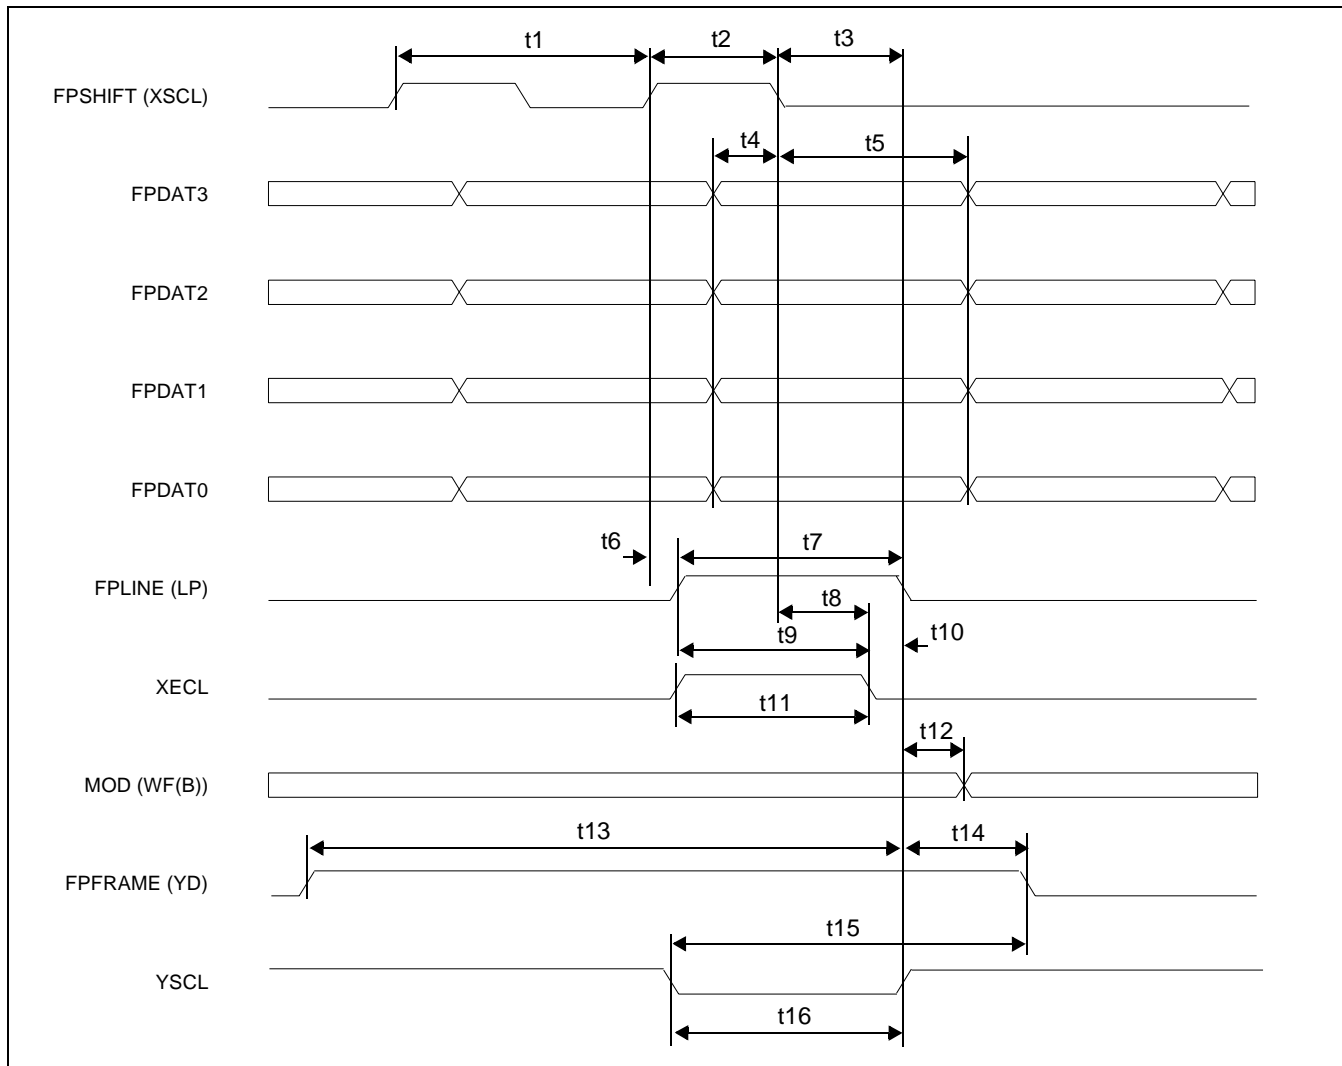 t1
t2
t3
FPSHIFT (XSCL)
t4
t5
FPDAT3
FPDAT2
FPDAT1
FPDAT0
t6
t7
FPLINE (LP)
t8
t9
t10
XECL
t11
t12
MOD (WF(B))
t13
t14
FPFRAME (YD)
t15
YSCL
t16